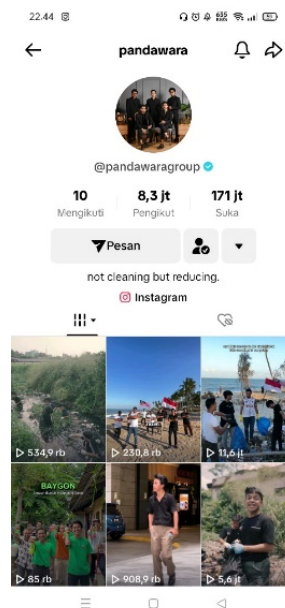 22.44
pandawara
@pandawaragroup
10 8,3 jt 171 jt
Mengikuti Pengikut Suka
Pesan
not cleaning but reducing.
Instagram
534,9 rb 230,8 rb 11,6 jt
BAYGON
85 rb 908,9 rb 5,6 jt